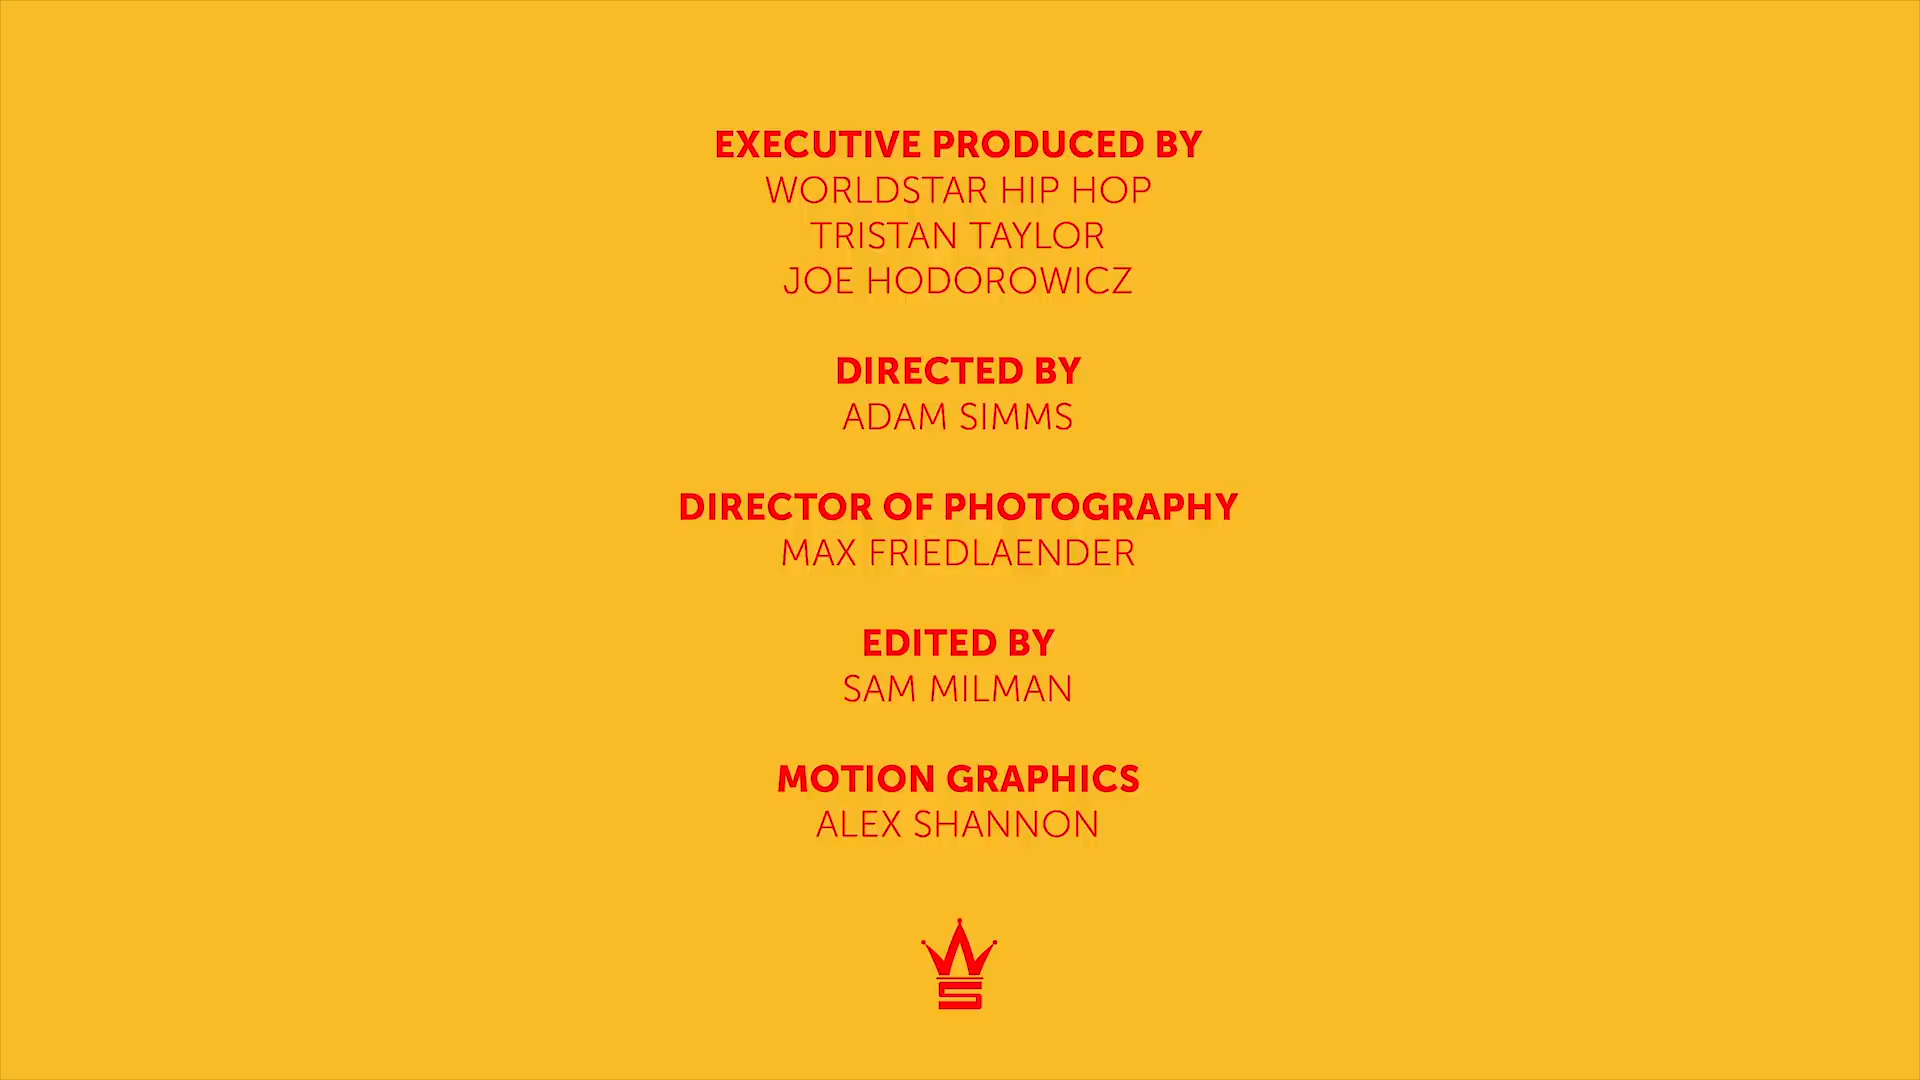 EXECUTIVE PRODUCED BY
WORLDSTAR HIP HOP
TRISTAN TAYLOR
JOE HODOROWICZ
DIRECTED BY
ADAM SIMMS
DIRECTOR OF PHOTOGRAPHY
MAX FRIEDLAENDER
EDITED BY
SAM MILMAN
MOTION GRAPHICS
ALEX SHANNON
W
S